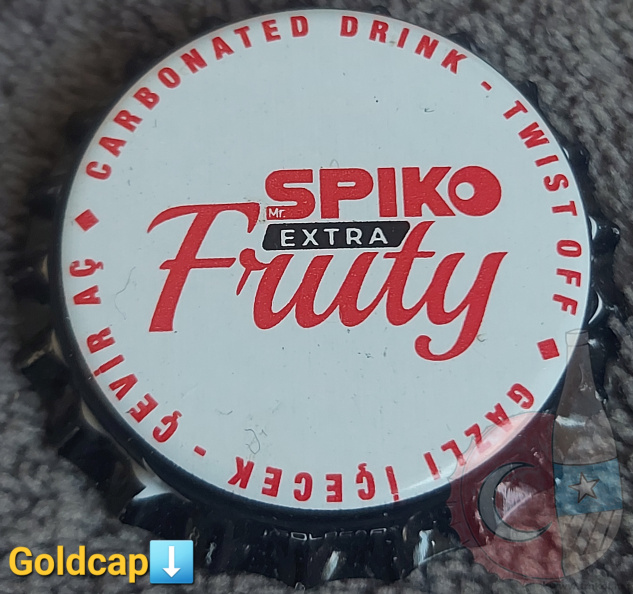 CARBONATED DRINK - TWIST OFF
Mr. SPIKO
EXTRA
Fruity
GAZLI İÇECEK - ÇEVİR AÇ
Goldcap